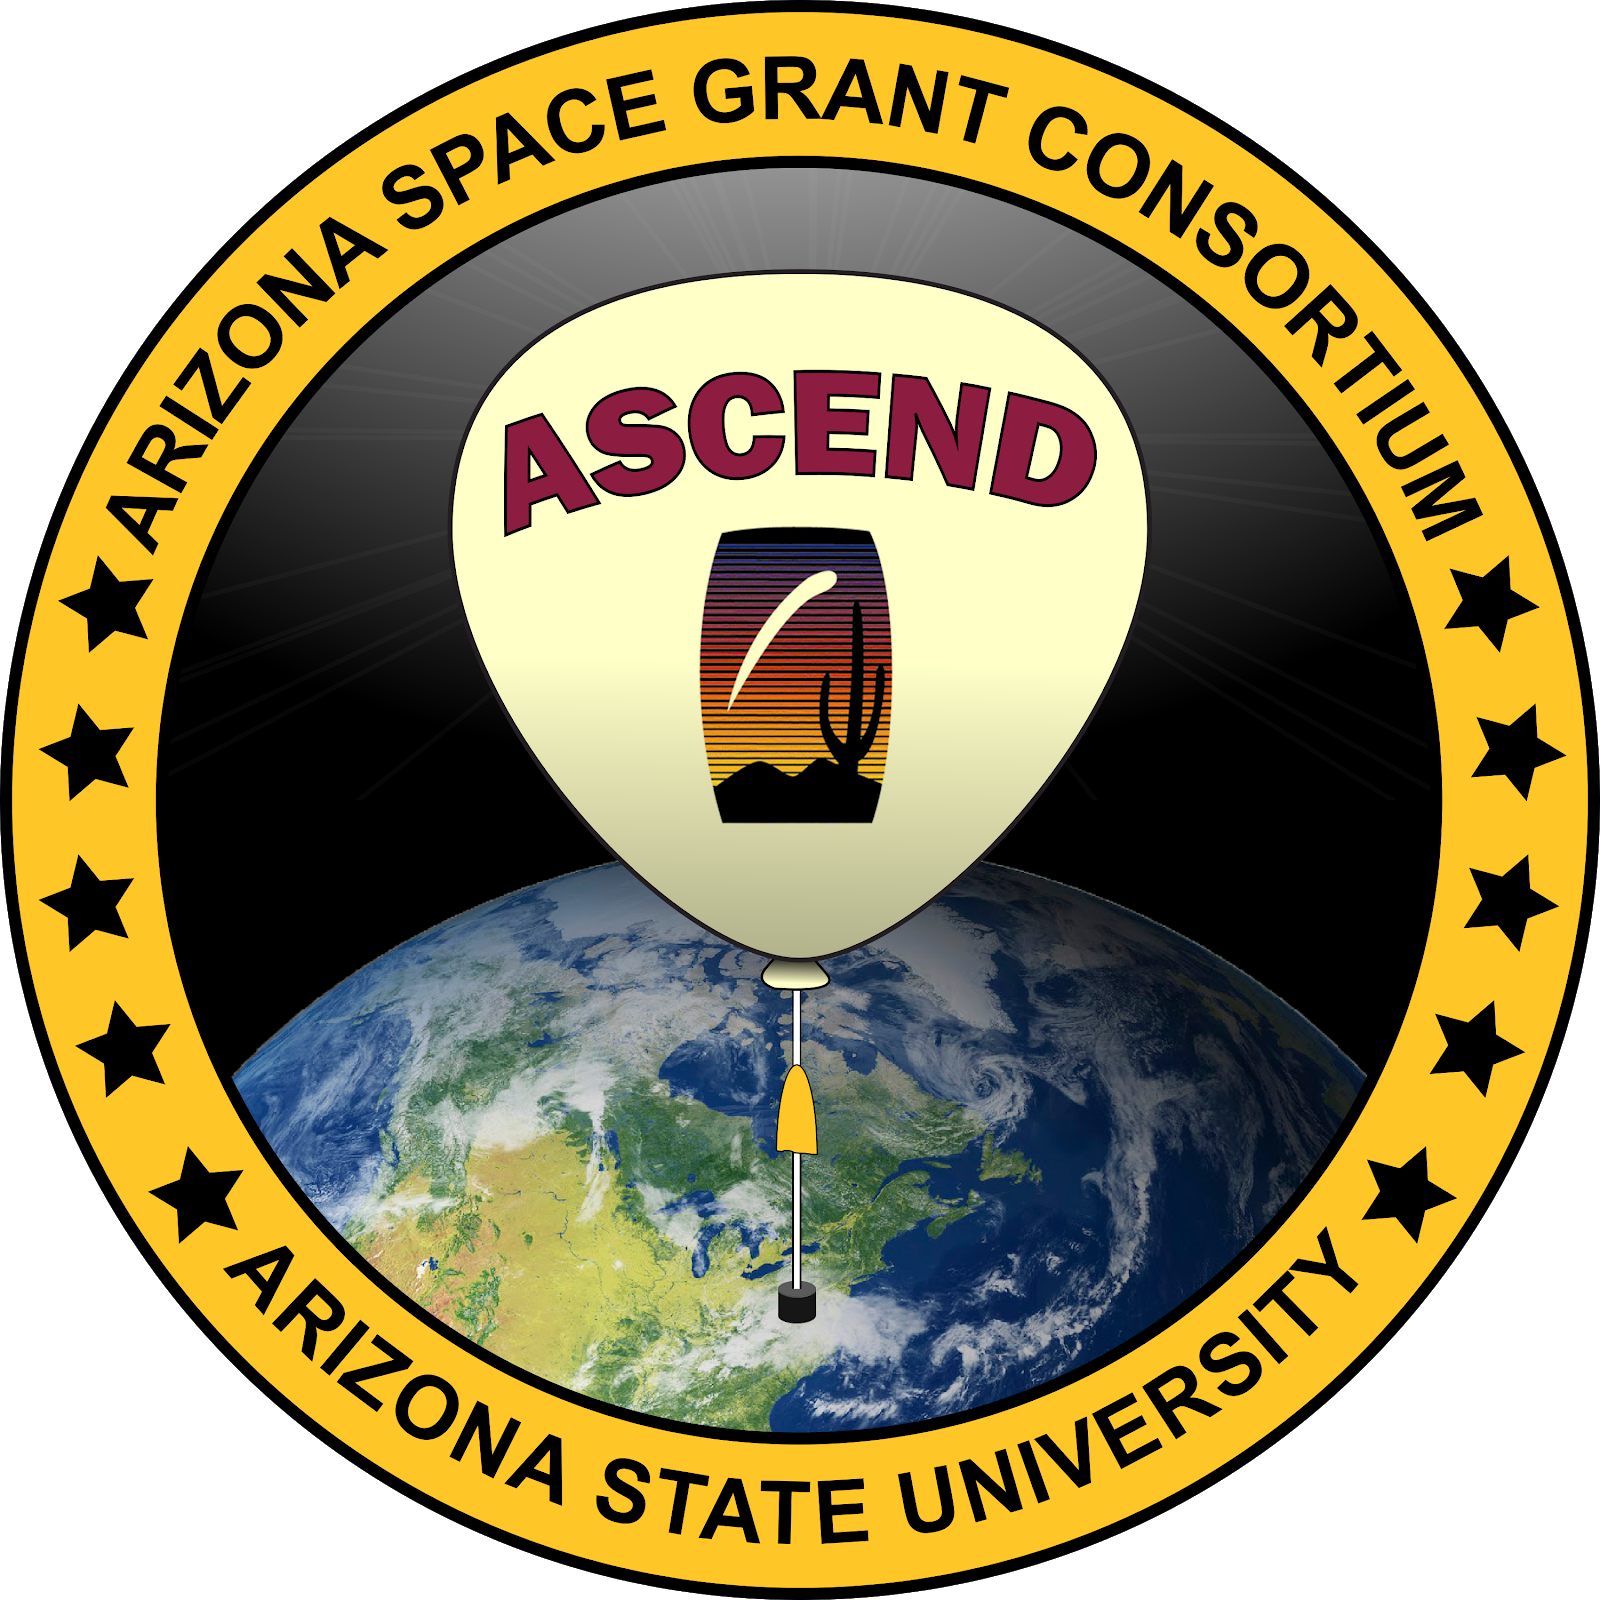 ARIZONA SPACE GRANT CONSORTIUM
ASCEND
ARIZONA STATE UNIVERSITY